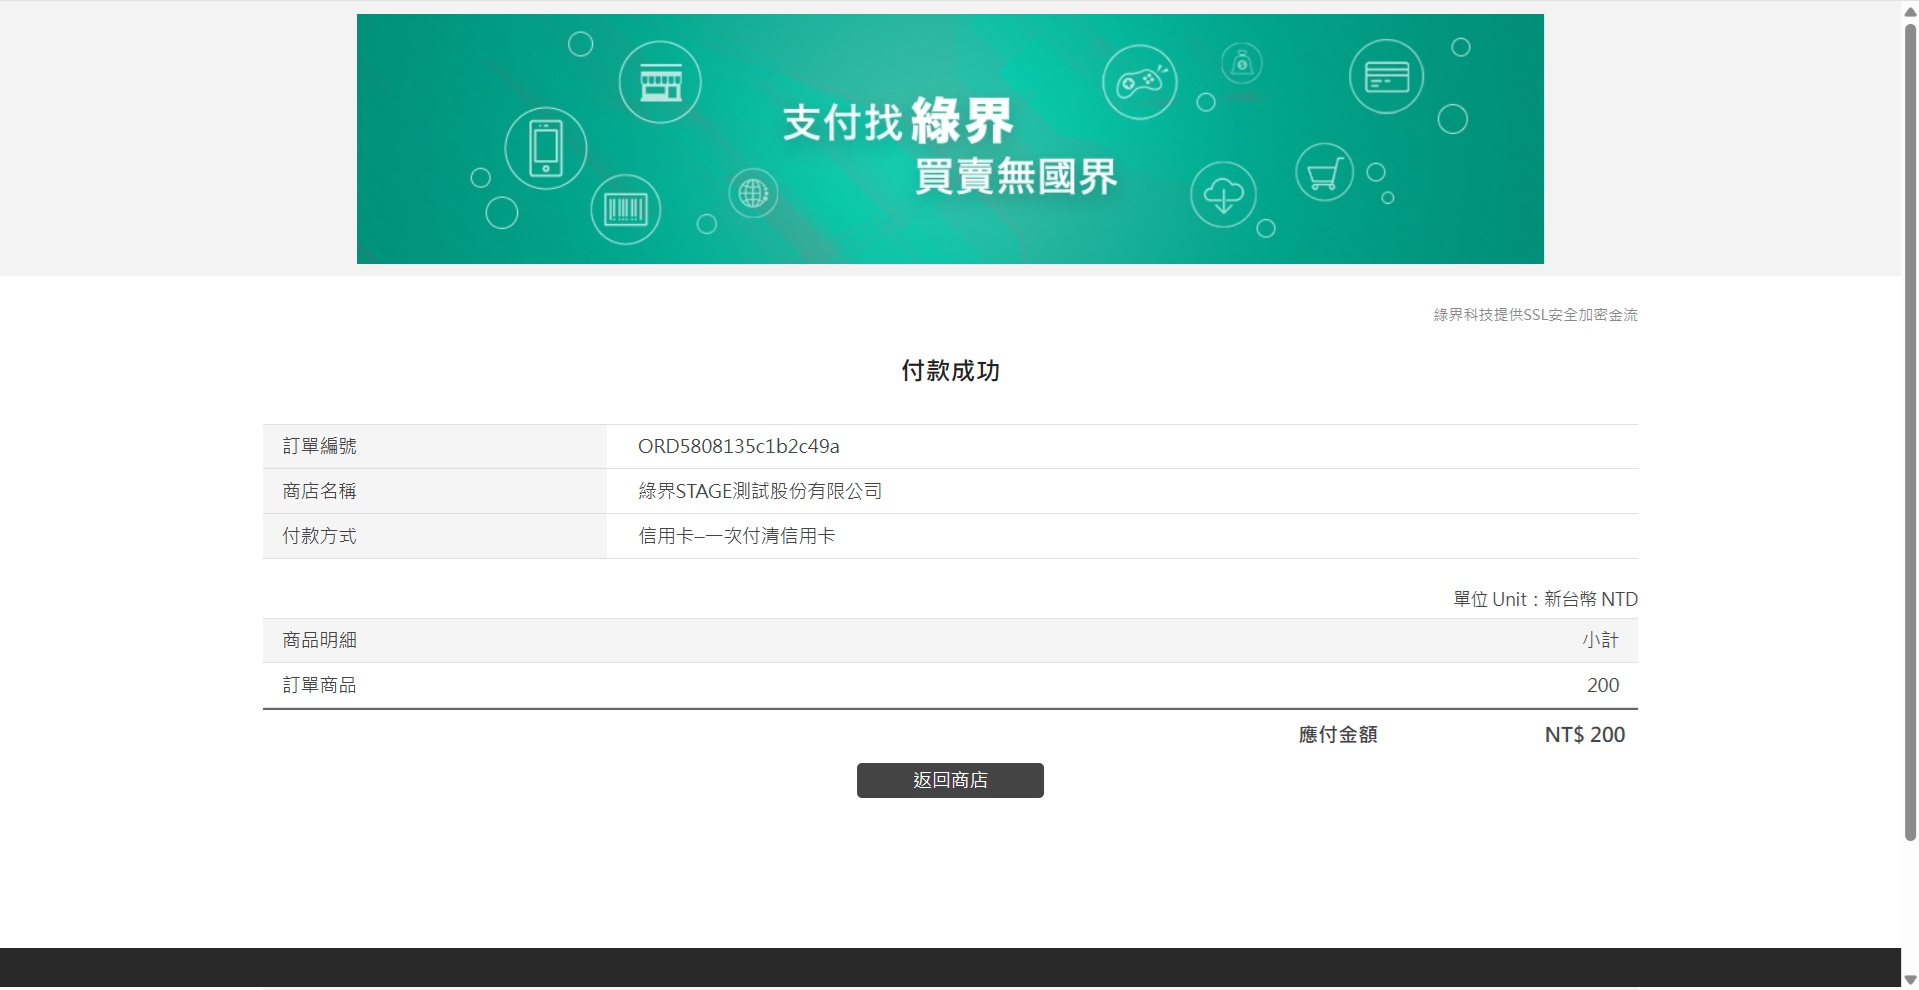 支付找綠界
買賣無國界
綠界科技提供SSL安全加密金流
付款成功
訂單編號 ORD5808135c1b2c49a
商店名稱 綠界STAGE測試股份有限公司
付款方式 信用卡—一次付清信用卡
單位 Unit：新台幣 NTD
商品明細 小計
訂單商品 200
應付金額 NT$ 200
返回商店